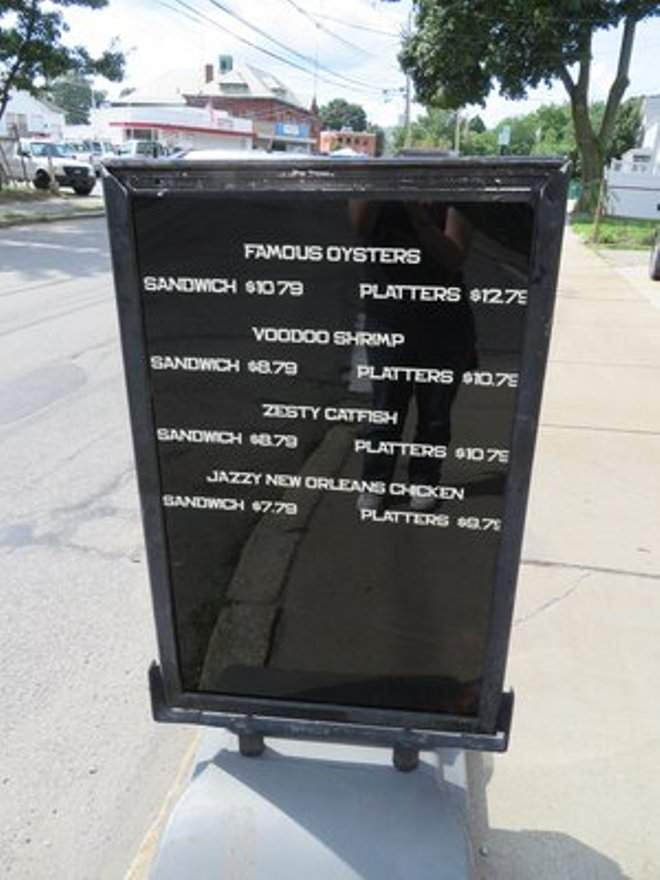 FAMOUS OYSTERS
SANDWICH $10.79 PLATTERS $12.79
VOODOO SHRIMP
SANDWICH $8.79 PLATTERS $10.79
ZESTY CATFISH
SANDWICH $8.79 PLATTERS $10.79
JAZZY NEW ORLEANS CHICKEN
SANDWICH $7.79 PLATTERS $9.79